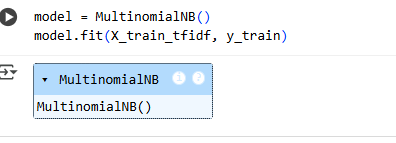 model = MultinomialNB()
model.fit(X_train_tfidf, y_train)
▾ MultinomialNB i ?
MultinomialNB()